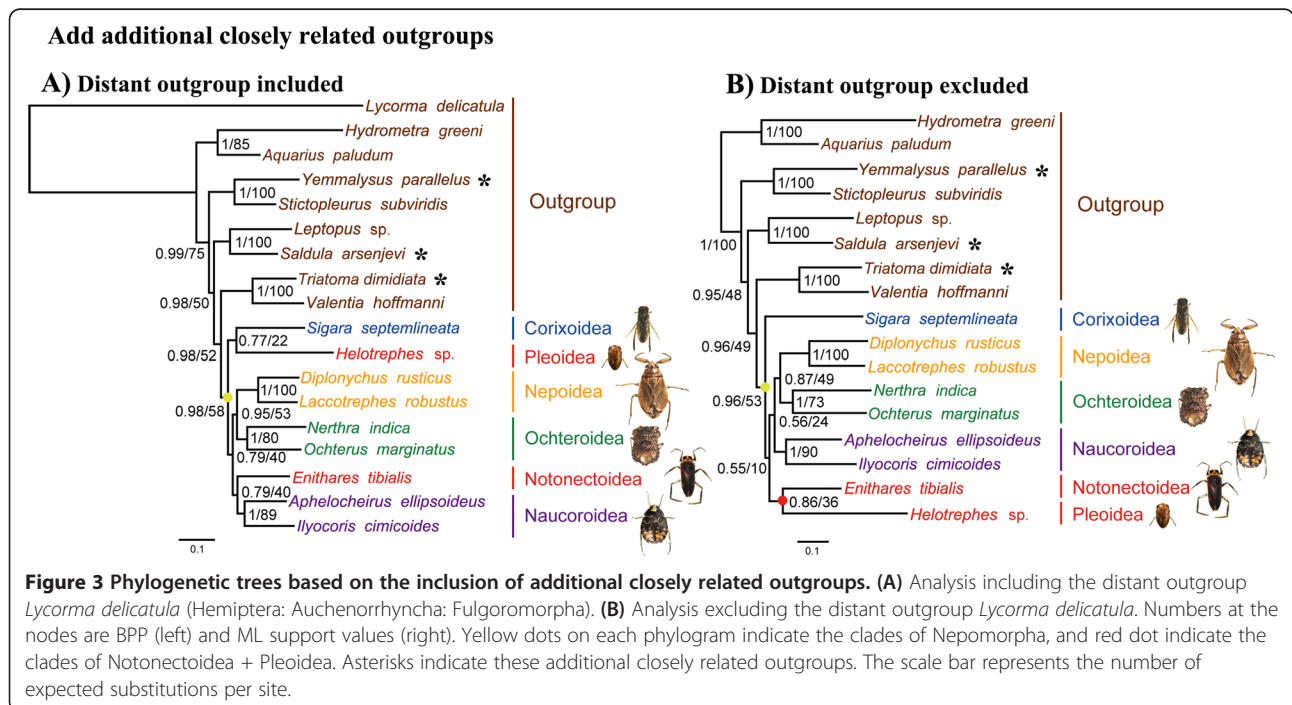 Add additional closely related outgroups
A) Distant outgroup included
Lycorma delicatula
Hydrometra greeni
1/85
Aquarius paludum
Yemmalysus parallelus *
1/100
Stictopleurus subviridis
Outgroup
Leptopus sp.
1/100
0.99/75
Saldula arsenjevi *
0.98/50
Triatoma dimidiata *
1/100
Valentia hoffmanni
Sigara septemlineata
Corixoidea
0.77/22
0.98/52
Helotrephes sp.
Pleoidea
Diplonychus rusticus
1/100
Nepoidea
Laccotrephes robustus
0.98/58
0.95/53
Nerthra indica
1/80
Ochteroidea
Ochterus marginatus
0.79/40
Enithares tibialis
Notonectoidea
0.79/40
Aphelocheirus ellipsoideus
1/89
Naucoroidea
Ilyocoris cimicoides
0.1
B) Distant outgroup excluded
Hydrometra greeni
1/100
Aquarius paludum
Yemmalysus parallelus *
1/100
Stictopleurus subviridis
Outgroup
Leptopus sp.
1/100
1/100
Saldula arsenjevi *
Triatoma dimidiata *
1/100
0.95/48
Valentia hoffmanni
Sigara septemlineata
Corixoidea
0.96/49
Diplonychus rusticus
1/100
Nepoidea
Laccotrephes robustus
0.87/49
0.96/53
Nerthra indica
1/73
Ochteroidea
Ochterus marginatus
0.56/24
Aphelocheirus ellipsoideus
1/90
Naucoroidea
Ilyocoris cimicoides
0.55/10
Enithares tibialis
Notonectoidea
0.86/36
Helotrephes sp.
Pleoidea
0.1
Figure 3 Phylogenetic trees based on the inclusion of additional closely related outgroups. (A) Analysis including the distant outgroup
Lycorma delicatula (Hemiptera: Auchenorrhyncha: Fulgoromorpha). (B) Analysis excluding the distant outgroup Lycorma delicatula. Numbers at the
nodes are BPP (left) and ML support values (right). Yellow dots on each phylogram indicate the clades of Nepomorpha, and red dot indicate the
clades of Notonectoidea + Pleoidea. Asterisks indicate these additional closely related outgroups. The scale bar represents the number of
expected substitutions per site.